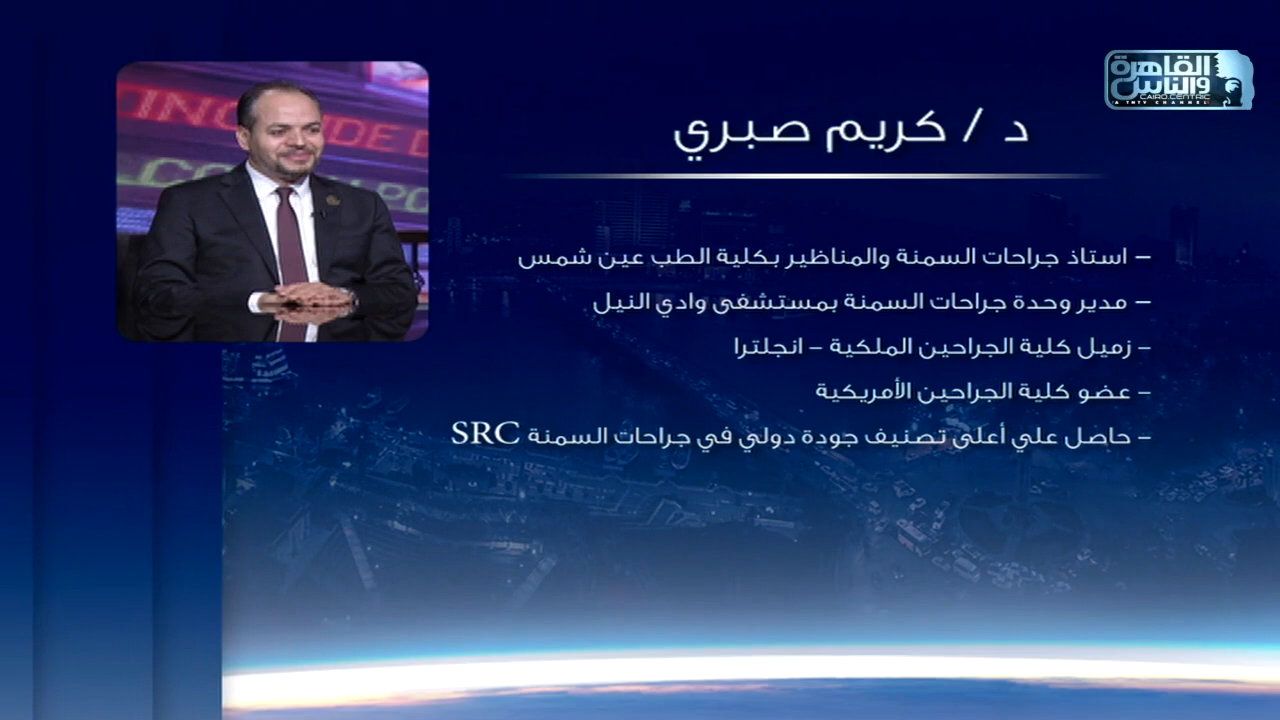 القاهرة
والناس
CAIRO.CENTRIC
A TNTV CHANNEL
د / كريم صبري
– استاذ جراحات السمنة والمناظير بكلية الطب عين شمس
– مدير وحدة جراحات السمنة بمستشفى وادي النيل
– زميل كلية الجراحين الملكية – انجلترا
– عضو كلية الجراحين الأمريكية
– حاصل علي أعلى تصنيف جودة دولي في جراحات السمنة SRC